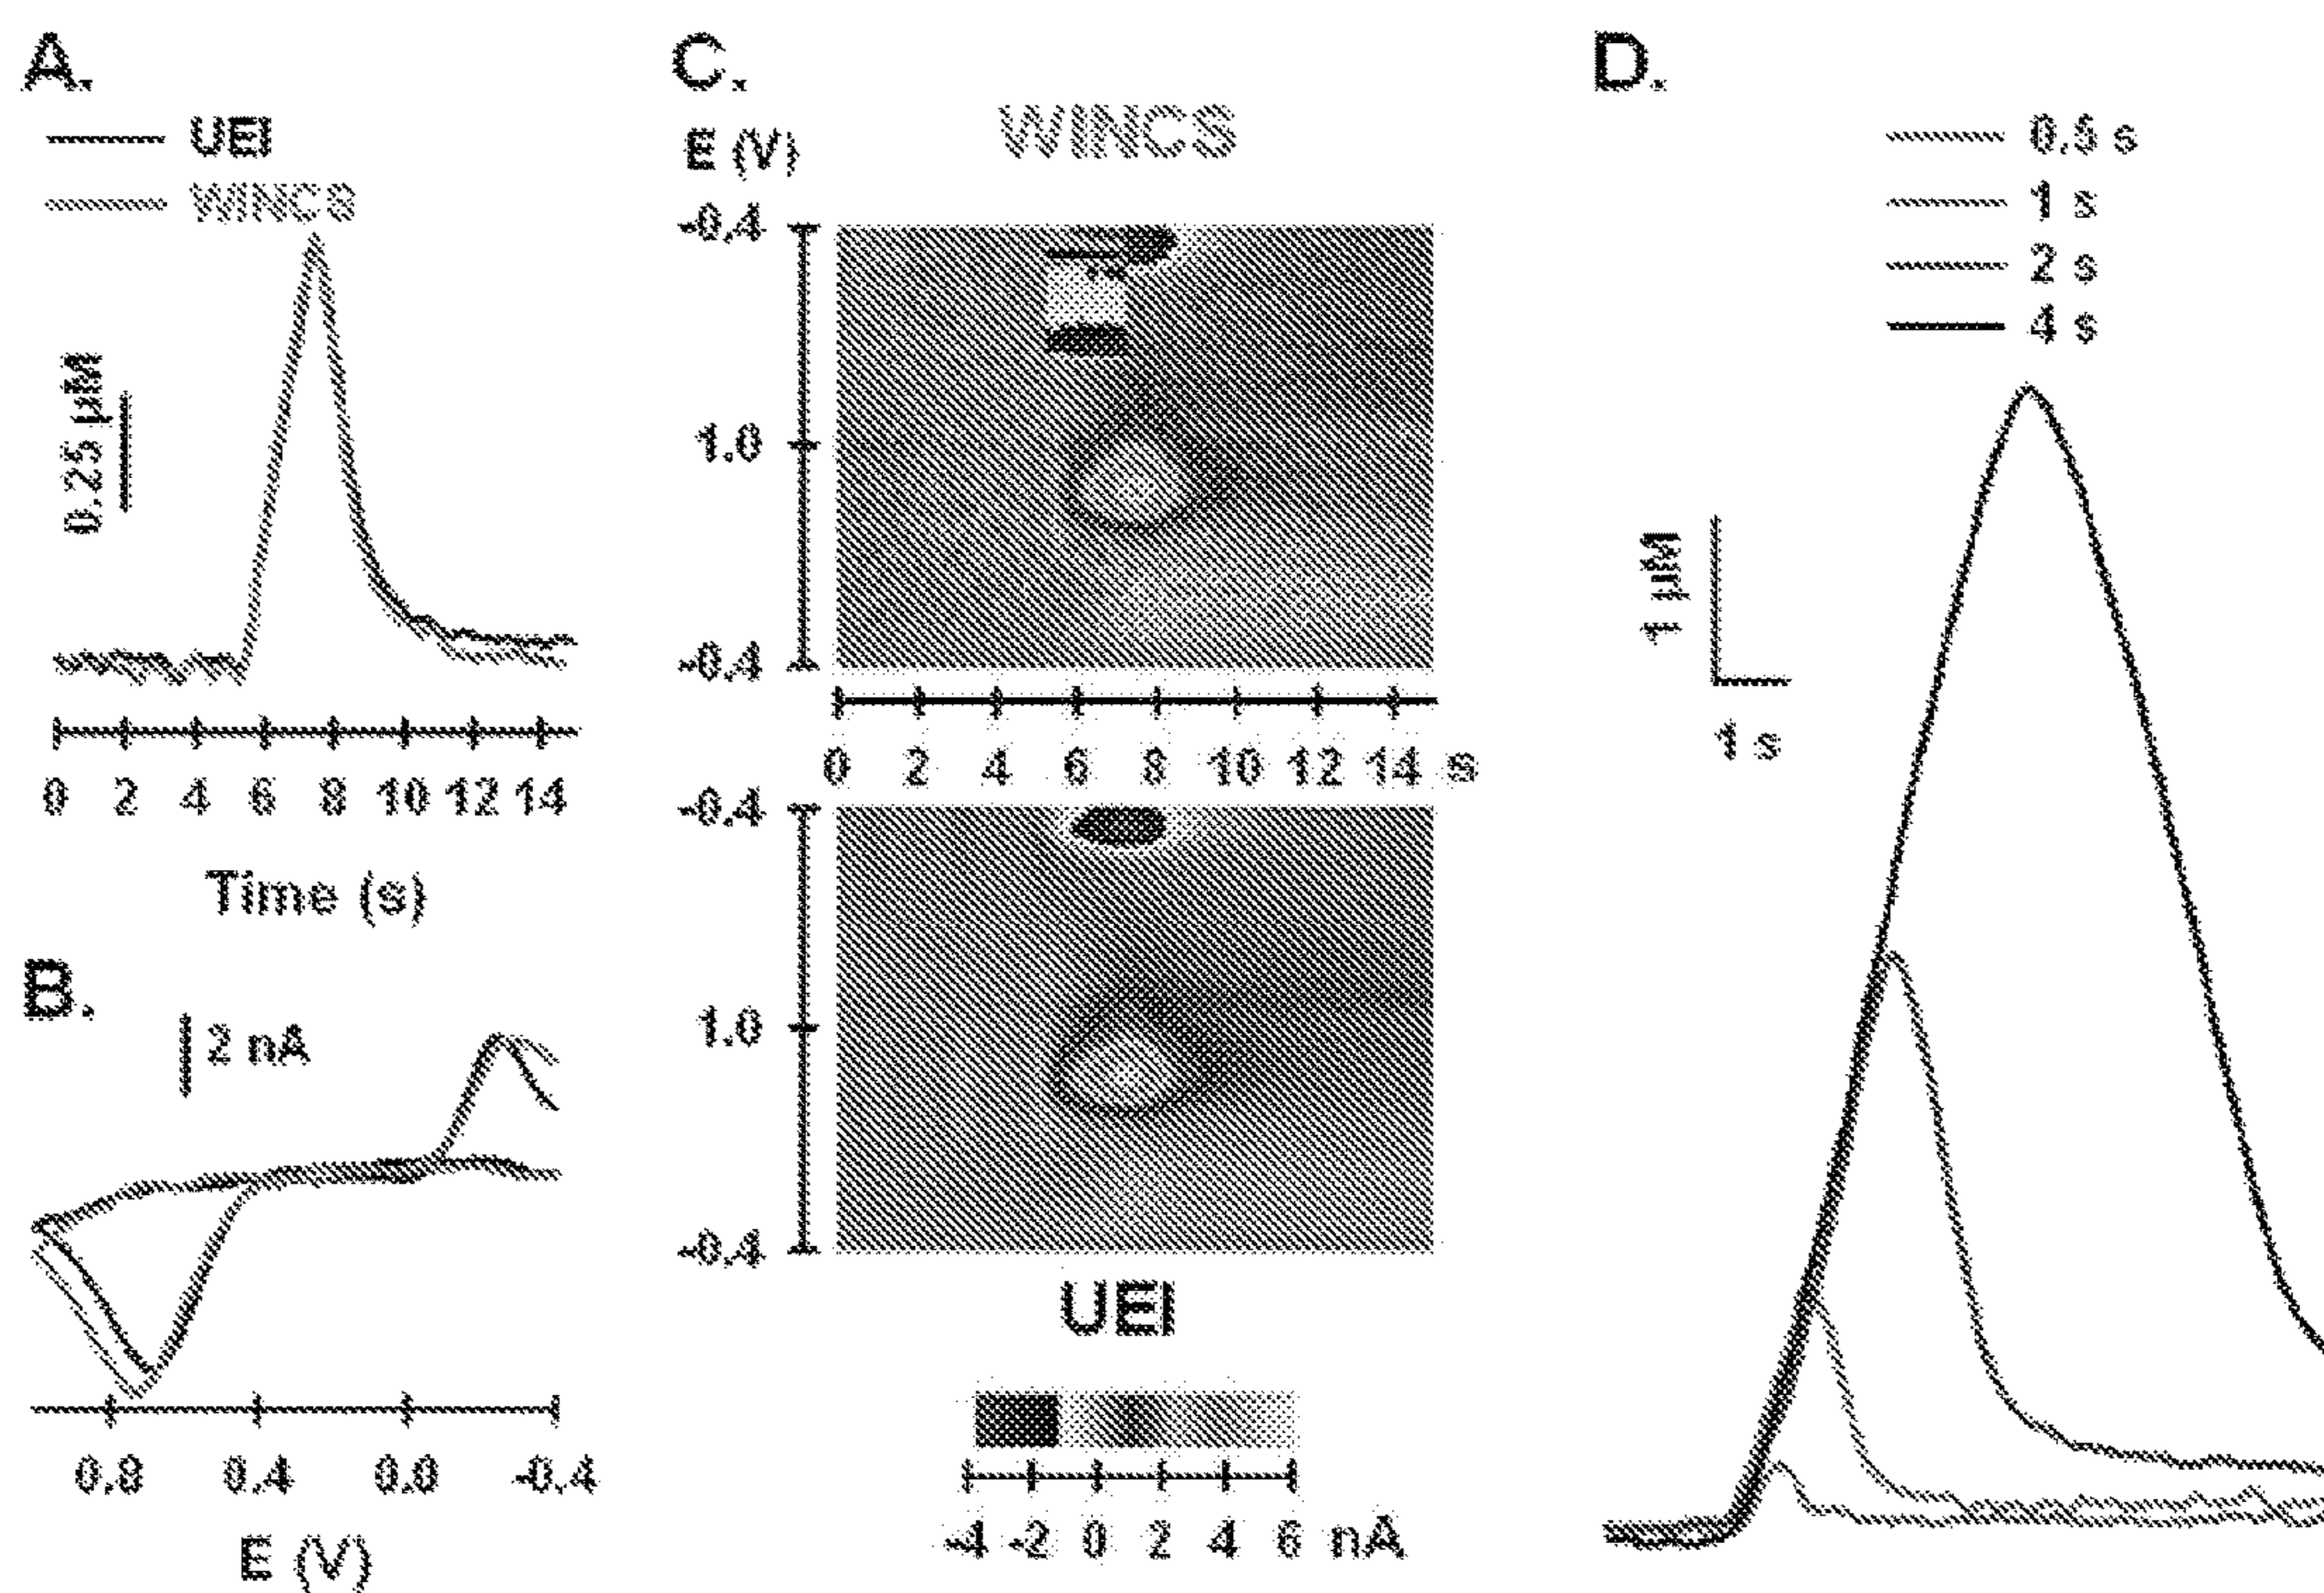 A.
UEI
WINCS
0.25 µM
0 2 4 6 8 10 12 14
Time (s)
B.
2 nA
0.8 0.4 0.0 -0.4
E (V)
C.
WINCS
E (V)
-0.4
1.0
-0.4
0 2 4 6 8 10 12 14 s
-0.4
1.0
-0.4
UEI
-4 -2 0 2 4 6 nA
D.
0.5 s
1 s
2 s
4 s
1 µM
1 s